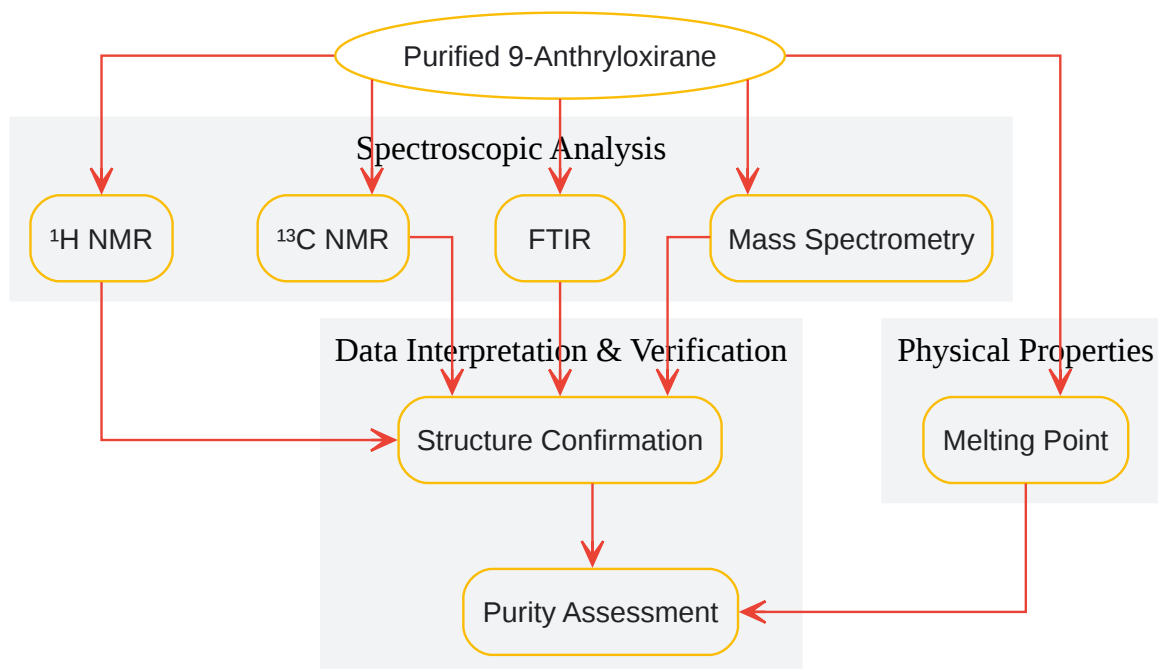 Purified 9-Anthryloxirane
Spectroscopic Analysis
¹H NMR
¹³C NMR
FTIR
Mass Spectrometry
Data Interpretation & Verification
Physical Properties
Structure Confirmation
Melting Point
Purity Assessment